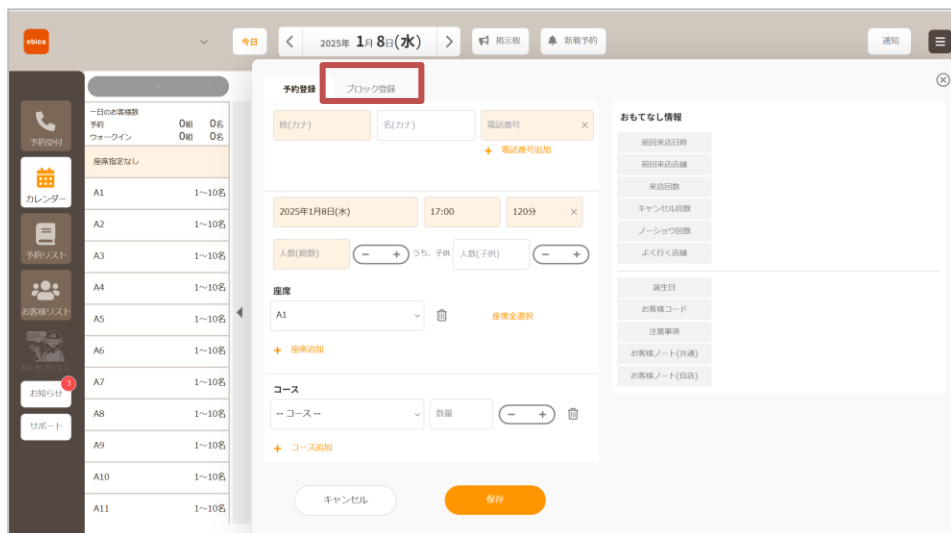 ebica
今日
2025年 1月 8日(水)
掲示板
新着予約
通知
予約受付
カレンダー
予約リスト
お客様リスト
OFF
AIレセプション
お知らせ
3
サポート
一日のお客様数
予約 0組 0名
ウォークイン 0組 0名
座席指定なし
A1 1～10名
A2 1～10名
A3 1～10名
A4 1～10名
A5 1～10名
A6 1～10名
A7 1～10名
A8 1～10名
A9 1～10名
A10 1～10名
A11 1～10名
予約登録
ブロック登録
姓(カナ)
名(カナ)
電話番号
+ 電話番号追加
2025年1月8日(水)
17:00
120分
人数(総数)
うち、子供
人数(子供)
座席
A1
座席全選択
+ 座席追加
コース
-- コース --
数量
+ コース追加
キャンセル
保存
おもてなし情報
前回来店日時
前回来店店舗
来店回数
キャンセル回数
ノーショウ回数
よく行く店舗
誕生日
お客様コード
注意事項
お客様ノート(共通)
お客様ノート(自店)